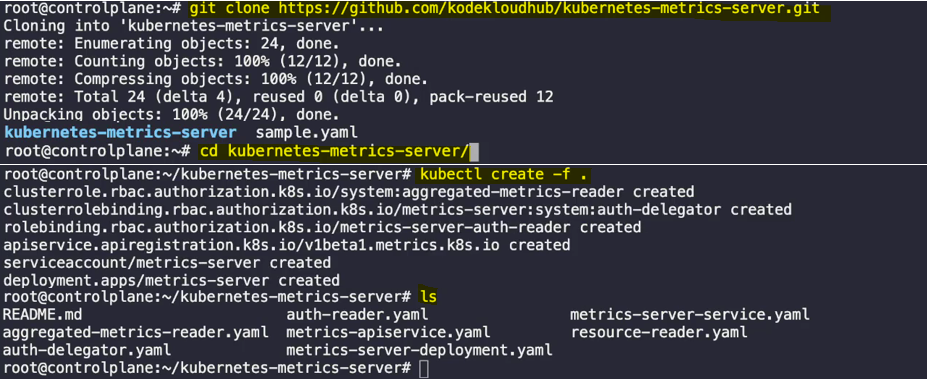 root@controlplane:~# git clone https://github.com/kodekloudhub/kubernetes-metrics-server.git
Cloning into 'kubernetes-metrics-server'...
remote: Enumerating objects: 24, done.
remote: Counting objects: 100% (12/12), done.
remote: Compressing objects: 100% (12/12), done.
remote: Total 24 (delta 4), reused 0 (delta 0), pack-reused 12
Unpacking objects: 100% (24/24), done.
kubernetes-metrics-server  sample.yaml
root@controlplane:~# cd kubernetes-metrics-server/
root@controlplane:~/kubernetes-metrics-server# kubectl create -f .
clusterrole.rbac.authorization.k8s.io/system:aggregated-metrics-reader created
clusterrolebinding.rbac.authorization.k8s.io/metrics-server:system:auth-delegator created
rolebinding.rbac.authorization.k8s.io/metrics-server-auth-reader created
apiservice.apiregistration.k8s.io/v1beta1.metrics.k8s.io created
serviceaccount/metrics-server created
deployment.apps/metrics-server created
root@controlplane:~/kubernetes-metrics-server# ls
README.md auth-reader.yaml metrics-server-service.yaml
aggregated-metrics-reader.yaml metrics-apiservice.yaml resource-reader.yaml
auth-delegator.yaml metrics-server-deployment.yaml
root@controlplane:~/kubernetes-metrics-server#